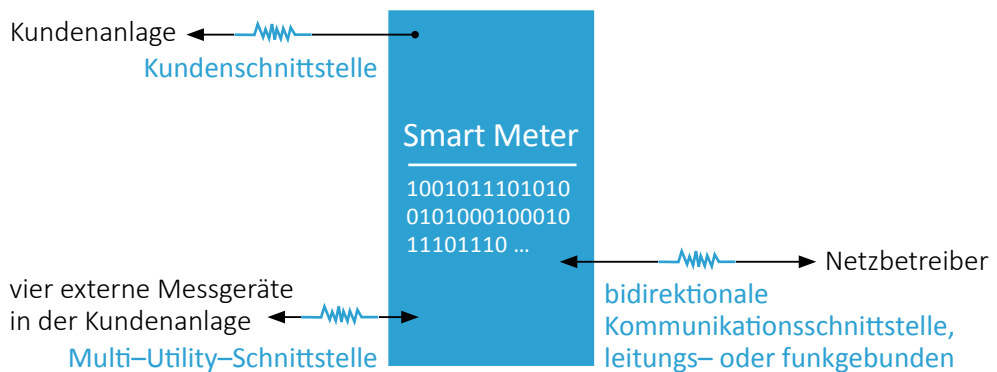 Kundenanlage
Kundenschnittstelle
Smart Meter
1001011101010
0101000100010
11101110 ...
vier externe Messgeräte
in der Kundenanlage
Multi–Utility–Schnittstelle
Netzbetreiber
bidirektionale
Kommunikationsschnittstelle,
leitungs– oder funkgebunden